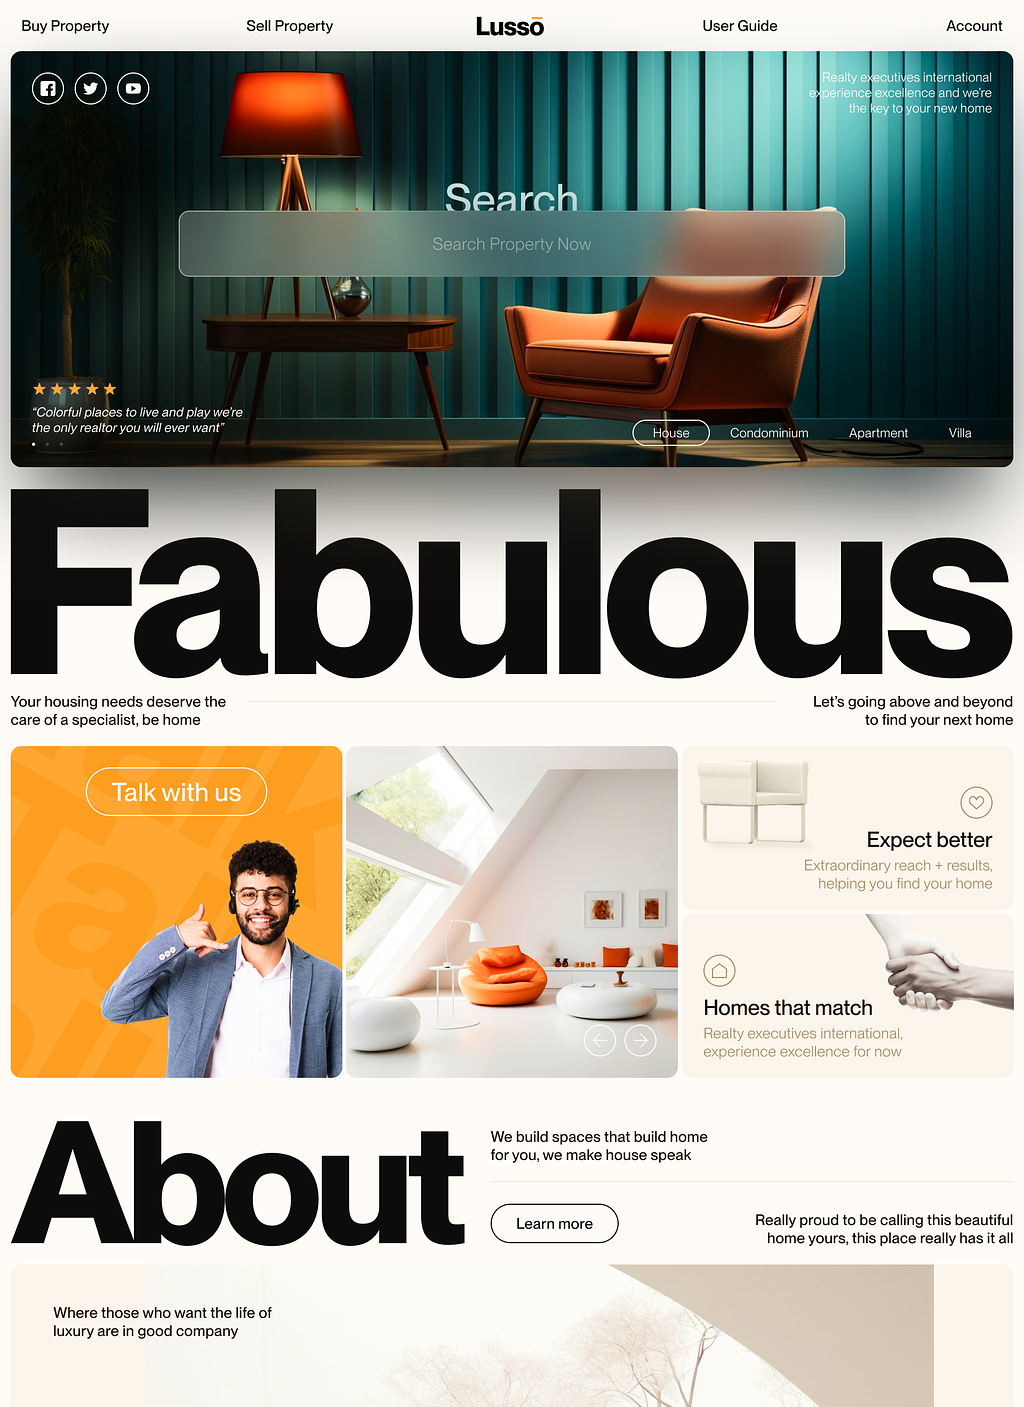 Buy Property
Sell Property
Lussō
User Guide
Account
Realty executives international
experience excellence and we're
the key to your new home
Search
Search Property Now
“Colorful places to live and play we're
the only realtor you will ever want”
House
Condominium
Apartment
Villa
Fabulous
Your housing needs deserve the
care of a specialist, be home
Let's going above and beyond
to find your next home
Talk with us
Expect better
Extraordinary reach + results,
helping you find your home
Homes that match
Realty executives international,
experience excellence for now
About
We build spaces that build home
for you, we make house speak
Learn more
Really proud to be calling this beautiful
home yours, this place really has it all
Where those who want the life of
luxury are in good company